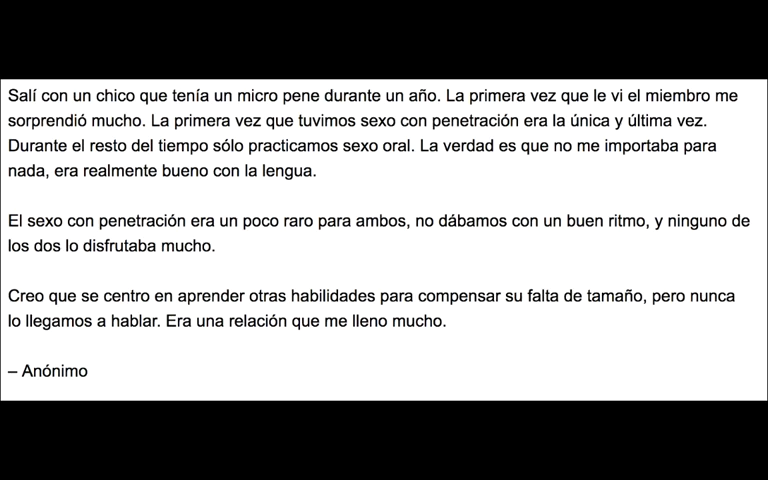 Salí con un chico que tenía un micro pene durante un año. La primera vez que le vi el miembro me
sorprendió mucho. La primera vez que tuvimos sexo con penetración era la única y última vez.
Durante el resto del tiempo sólo practicamos sexo oral. La verdad es que no me importaba para
nada, era realmente bueno con la lengua.
El sexo con penetración era un poco raro para ambos, no dábamos con un buen ritmo, y ninguno de
los dos lo disfrutaba mucho.
Creo que se centro en aprender otras habilidades para compensar su falta de tamaño, pero nunca
lo llegamos a hablar. Era una relación que me lleno mucho.
– Anónimo